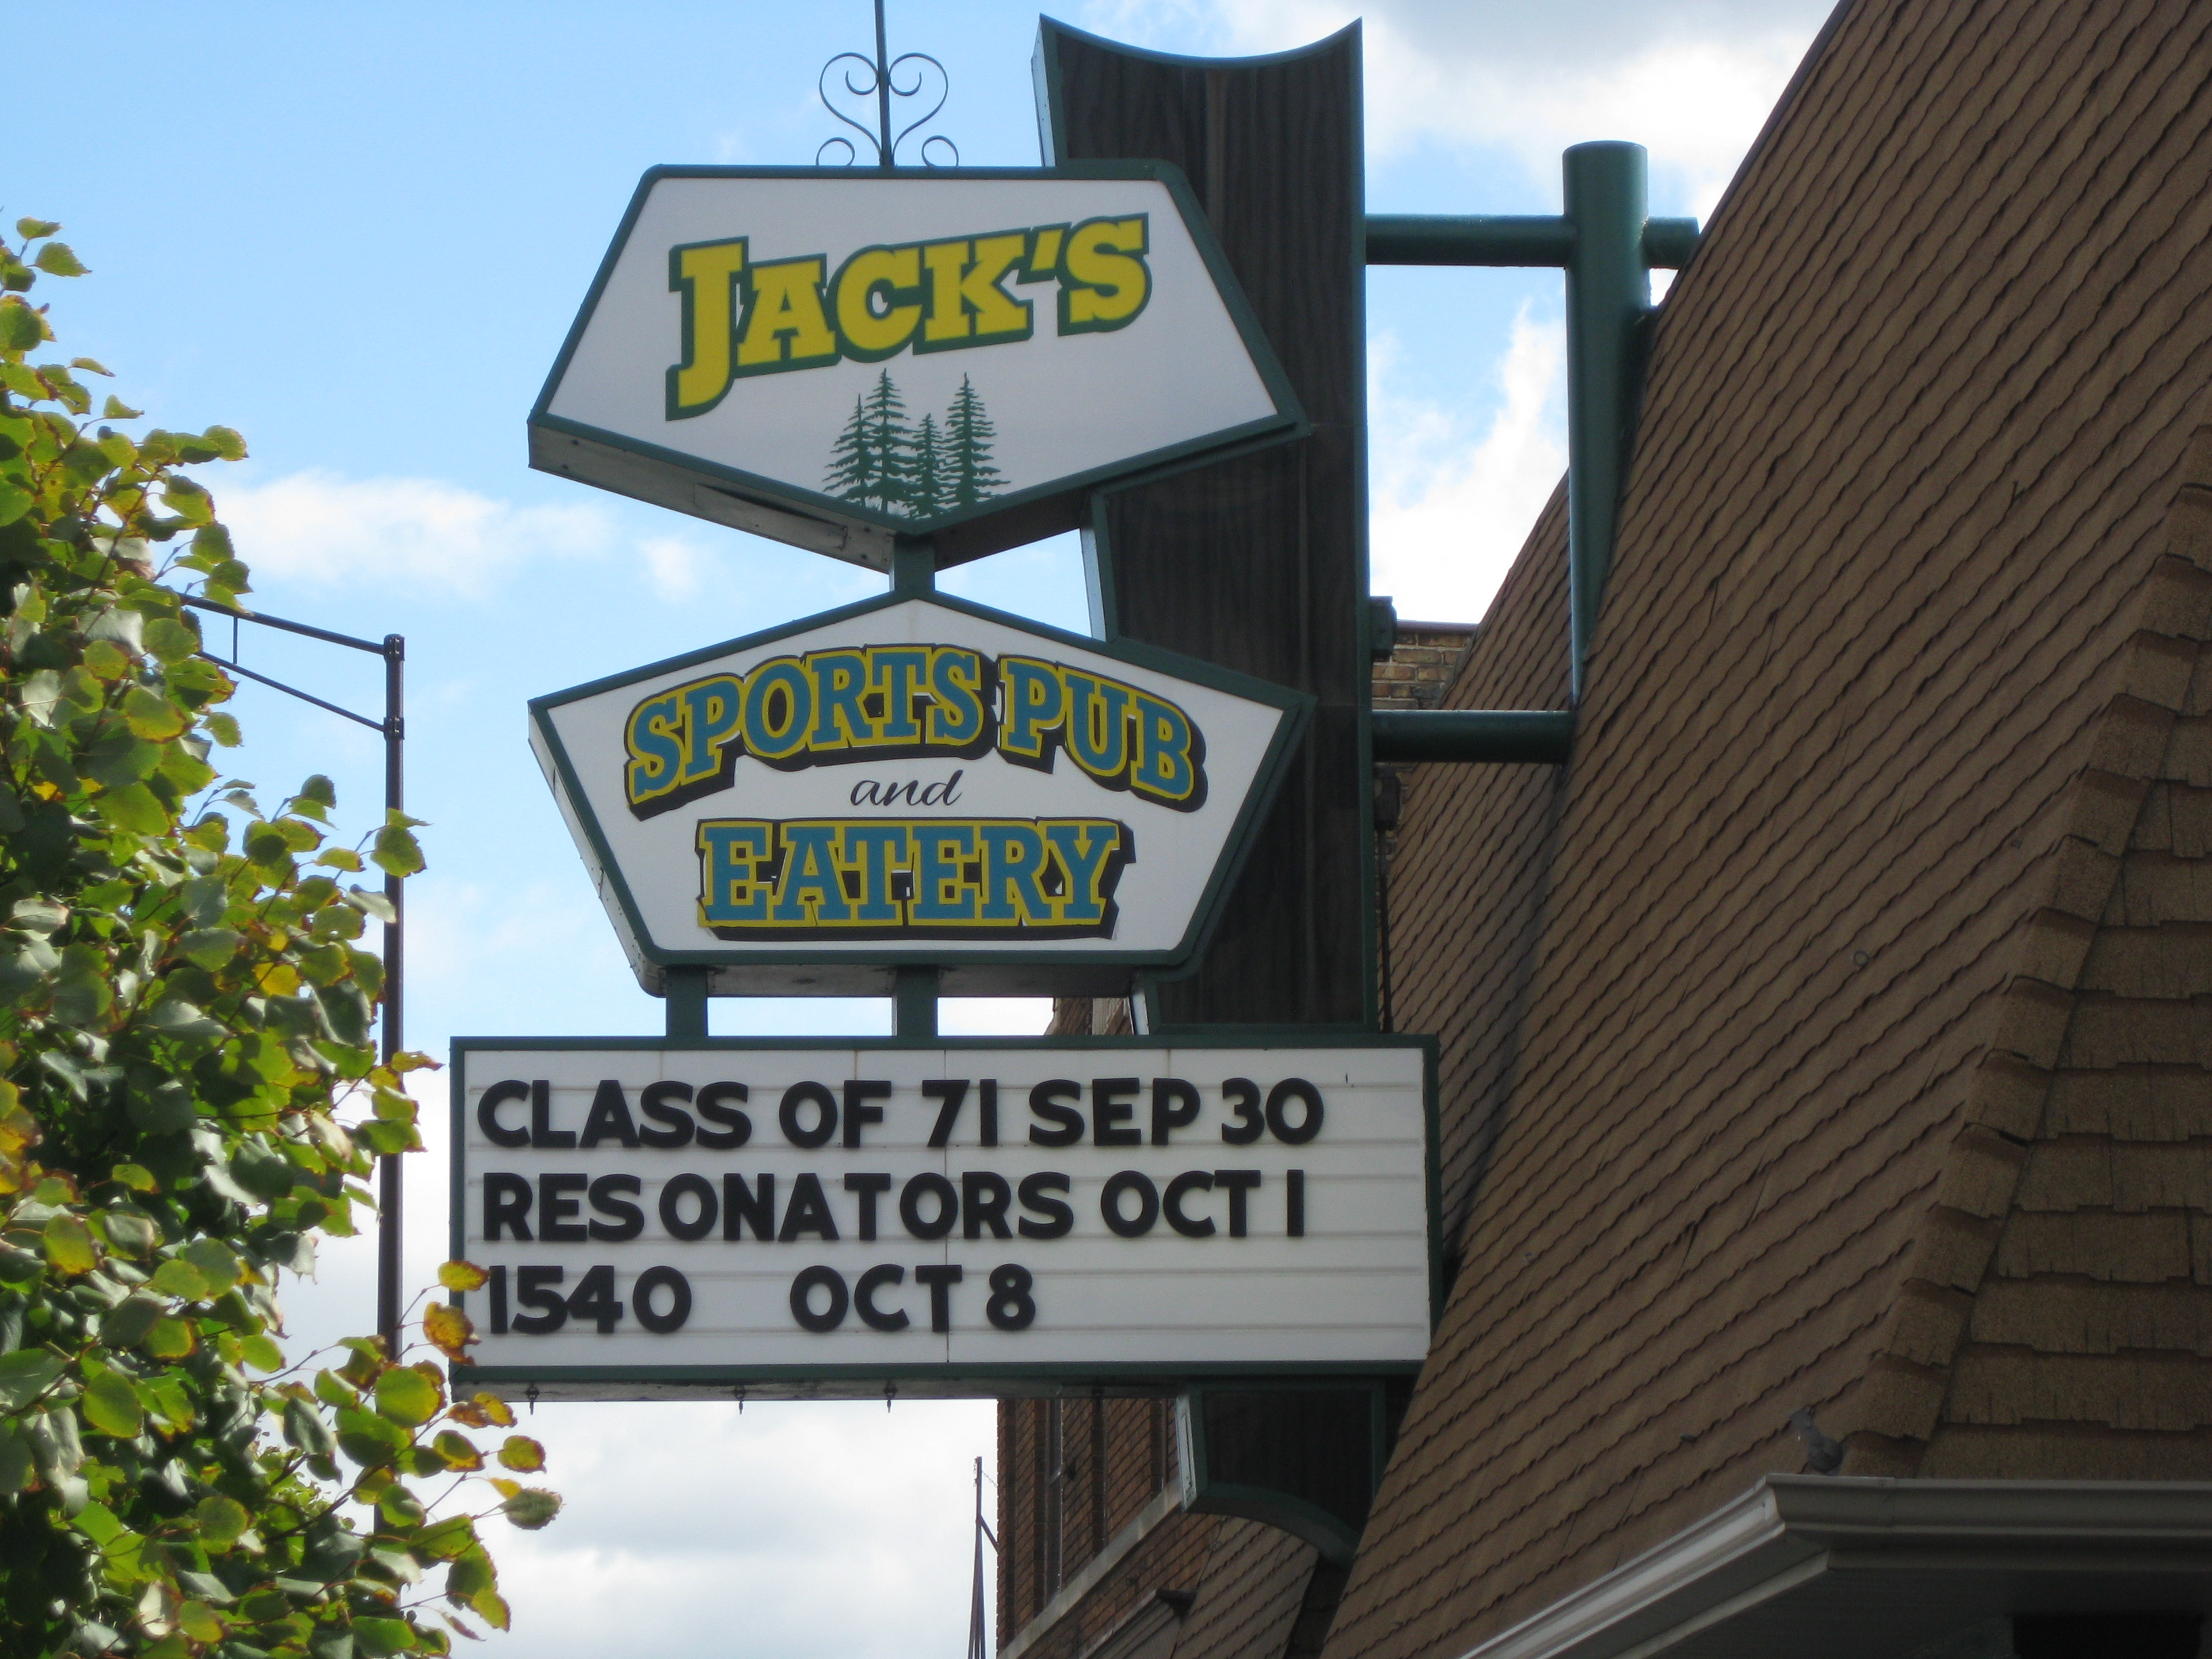 JACK'S
SPORTS PUB
and
EATERY
CLASS OF 71 SEP 30
RESONATORS OCT 1
1540 OCT 8